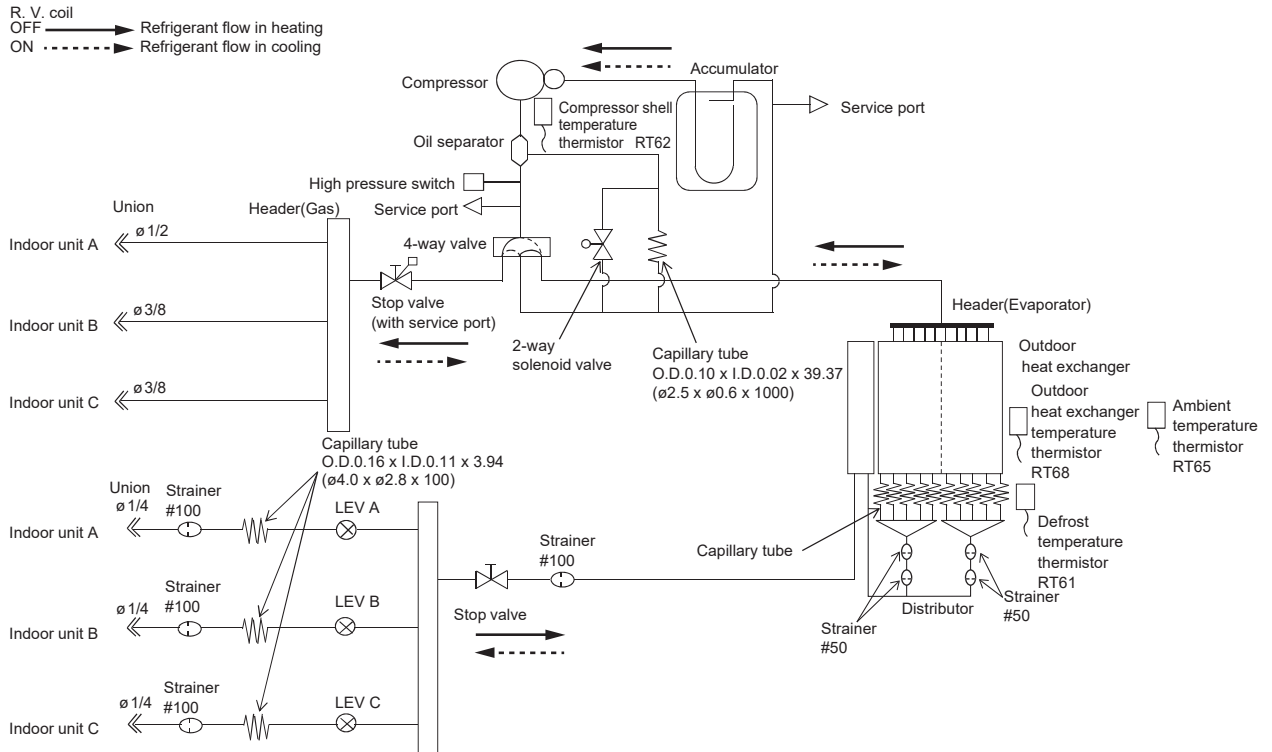 R. V. coil
OFF Refrigerant flow in heating
ON Refrigerant flow in cooling
Compressor
Accumulator
Service port
Compressor shell
temperature
thermistor RT62
Oil separator
High pressure switch
Service port
4-way valve
Union
Header(Gas)
Indoor unit A
ø1/2
Indoor unit B
ø3/8
Indoor unit C
ø3/8
Stop valve
(with service port)
2-way
solenoid valve
Capillary tube
O.D.0.10 x I.D.0.02 x 39.37
(ø2.5 x ø0.6 x 1000)
Header(Evaporator)
Outdoor
heat exchanger
Outdoor
heat exchanger
temperature
thermistor
RT68
Ambient
temperature
thermistor
RT65
Capillary tube
O.D.0.16 x I.D.0.11 x 3.94
(ø4.0 x ø2.8 x 100)
Union
ø1/4
Strainer
#100
LEV A
Indoor unit A
ø1/4
Strainer
#100
LEV B
Indoor unit B
ø1/4
Strainer
#100
LEV C
Indoor unit C
Stop valve
Strainer
#100
Capillary tube
Defrost
temperature
thermistor
RT61
Distributor
Strainer
#50
Strainer
#50